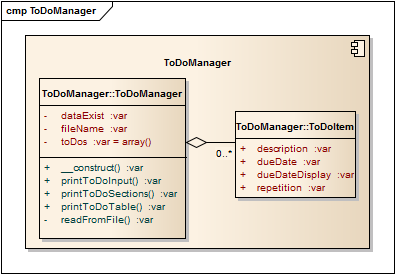 cmp ToDoManager
ToDoManager
ToDoManager::ToDoManager
- dataExist :var
- fileName :var
- toDos :var = array()
+ __construct() :var
+ printToDoInput() :var
+ printToDoSections() :var
+ printToDoTable() :var
- readFromFile() :var
0..*
ToDoManager::ToDoItem
+ description :var
+ dueDate :var
+ dueDateDisplay :var
+ repetition :var